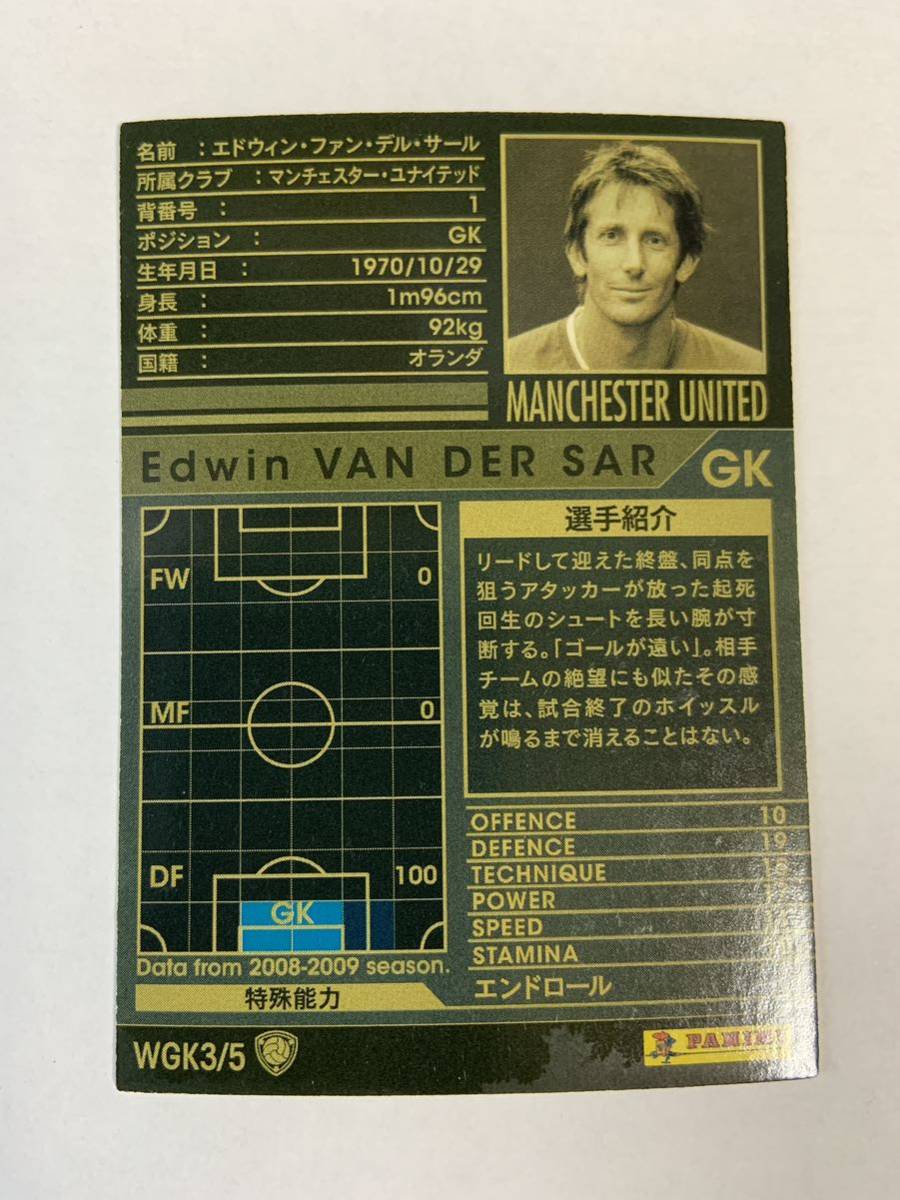 名前 : エドウィン・ファン・デル・サール
所属クラブ : マンチェスター・ユナイテッド
背番号 : 1
ポジション : GK
生年月日 : 1970/10/29
身長 : 1m96cm
体重 : 92kg
国籍 : オランダ
MANCHESTER UNITED
Edwin VAN DER SAR GK
FW 0
MF 0
DF 100
GK
Data from 2008-2009 season.
特殊能力
選手紹介
リードして迎えた終盤、同点を
狙うアタッカーが放った起死
回生のシュートを長い腕が寸
断する。「ゴールが遠い」。相手
チームの絶望にも似たその感
覚は、試合終了のホイッスル
が鳴るまで消えることはない。
OFFENCE 10
DEFENCE 19
TECHNIQUE
POWER
SPEED
STAMINA
エンドロール
WGK3/5
PANINI